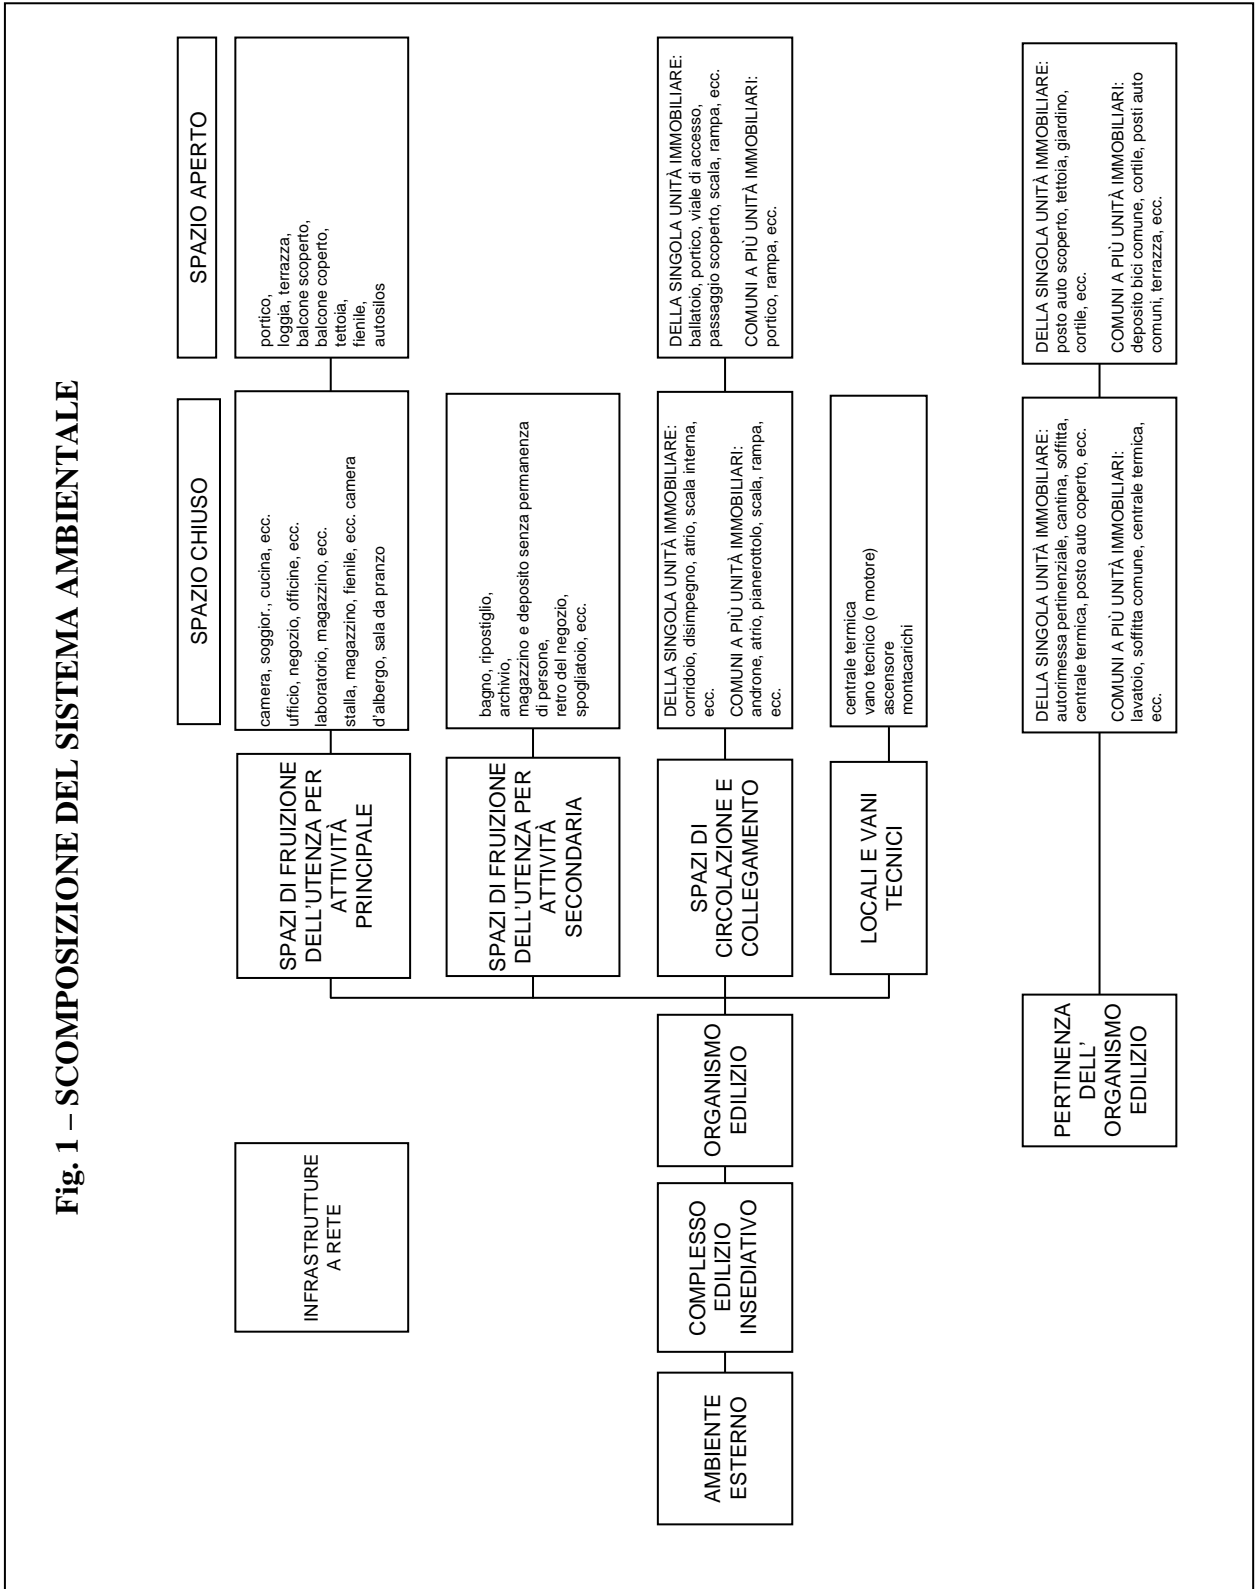 Fig. 1 – SCOMPOSIZIONE DEL SISTEMA AMBIENTALE
SPAZIO CHIUSO
SPAZIO APERTO
INFRASTRUTTURE
A RETE
SPAZI DI FRUIZIONE
DELL'UTENZA PER
ATTIVITÀ
PRINCIPALE
camera, soggior., cucina, ecc.
ufficio, negozio, officine, ecc.
laboratorio, magazzino, ecc.
stalla, magazzino, fienile, ecc. camera
d'albergo, sala da pranzo
portico,
loggia, terrazza,
balcone scoperto,
balcone coperto,
tettoia,
fienile,
autosilos
SPAZI DI FRUIZIONE
DELL'UTENZA PER
ATTIVITÀ
SECONDARIA
bagno, ripostiglio,
archivio,
magazzino e deposito senza permanenza
di persone,
retro del negozio,
spogliatoio, ecc.
AMBIENTE
ESTERNO
COMPLESSO
EDILIZIO
INSEDIATIVO
ORGANISMO
EDILIZIO
SPAZI DI
CIRCOLAZIONE E
COLLEGAMENTO
DELLA SINGOLA UNITÀ IMMOBILIARE:
corridoio, disimpegno, atrio, scala interna,
ecc.
COMUNI A PIÙ UNITÀ IMMOBILIARI:
androne, atrio, pianerottolo, scala, rampa,
ecc.
DELLA SINGOLA UNITÀ IMMOBILIARE:
ballatoio, portico, viale di accesso,
passaggio scoperto, scala, rampa, ecc.
COMUNI A PIÙ UNITÀ IMMOBILIARI:
portico, rampa, ecc.
LOCALI E VANI
TECNICI
centrale termica
vano tecnico (o motore)
ascensore
montacarichi
PERTINENZA
DELL'
ORGANISMO
EDILIZIO
DELLA SINGOLA UNITÀ IMMOBILIARE:
autorimessa pertinenziale, cantina, soffitta,
centrale termica, posto auto coperto, ecc.
COMUNI A PIÙ UNITÀ IMMOBILIARI:
lavatoio, soffitta comune, centrale termica,
ecc.
DELLA SINGOLA UNITÀ IMMOBILIARE:
posto auto scoperto, tettoia, giardino,
cortile, ecc.
COMUNI A PIÙ UNITÀ IMMOBILIARI:
deposito bici comune, cortile, posti auto
comuni, terrazza, ecc.